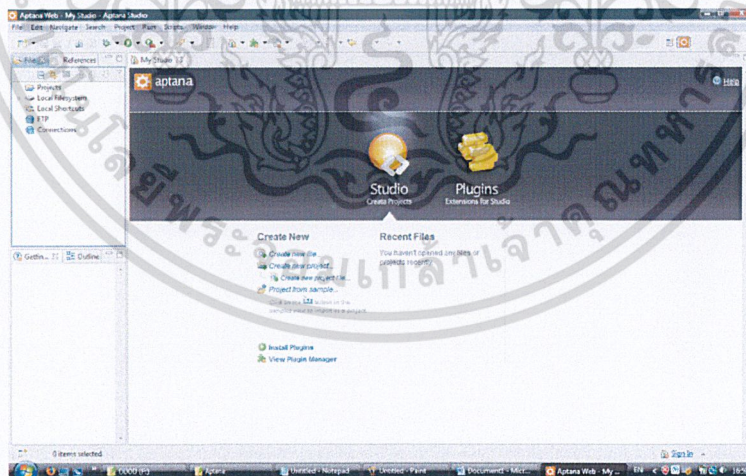 Aptana Web - My Studio - Aptana Studio
File Edit Navigate Search Project Run Scripts Window Help
File References My Studio
Projects
Local Filesystem
Local Shortcuts
FTP
Connections
aptana
Help
Studio
Create Projects
Plugins
Extensions for Studio
Create New
Create new file...
Create new project...
Create new project file...
Project from sample...
Recent Files
You haven't opened any files or
projects recently
Install Plugins
View Plugin Manager
Outline
0 items selected
Sign In
Aptana
Untitled - Notepad
Untitled - Paint
Document1 - Micr...
Aptana Web - My ...
EN